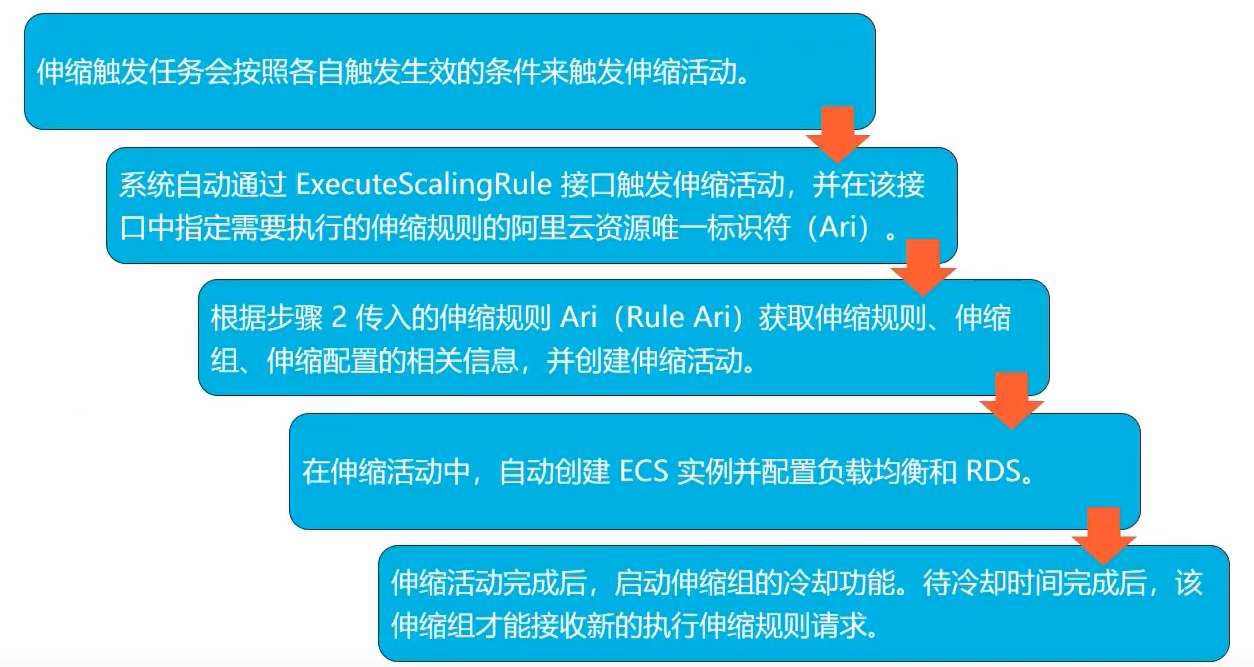 伸缩触发任务会按照各自触发生效的条件来触发伸缩活动。
系统自动通过 ExecuteScalingRule 接口触发伸缩活动，并在该接
口中指定需要执行的伸缩规则的阿里云资源唯一标识符（Ari）。
根据步骤 2 传入的伸缩规则 Ari（Rule Ari）获取伸缩规则、伸缩
组、伸缩配置的相关信息，并创建伸缩活动。
在伸缩活动中，自动创建 ECS 实例并配置负载均衡和 RDS。
伸缩活动完成后，启动伸缩组的冷却功能。待冷却时间完成后，该
伸缩组才能接收新的执行伸缩规则请求。